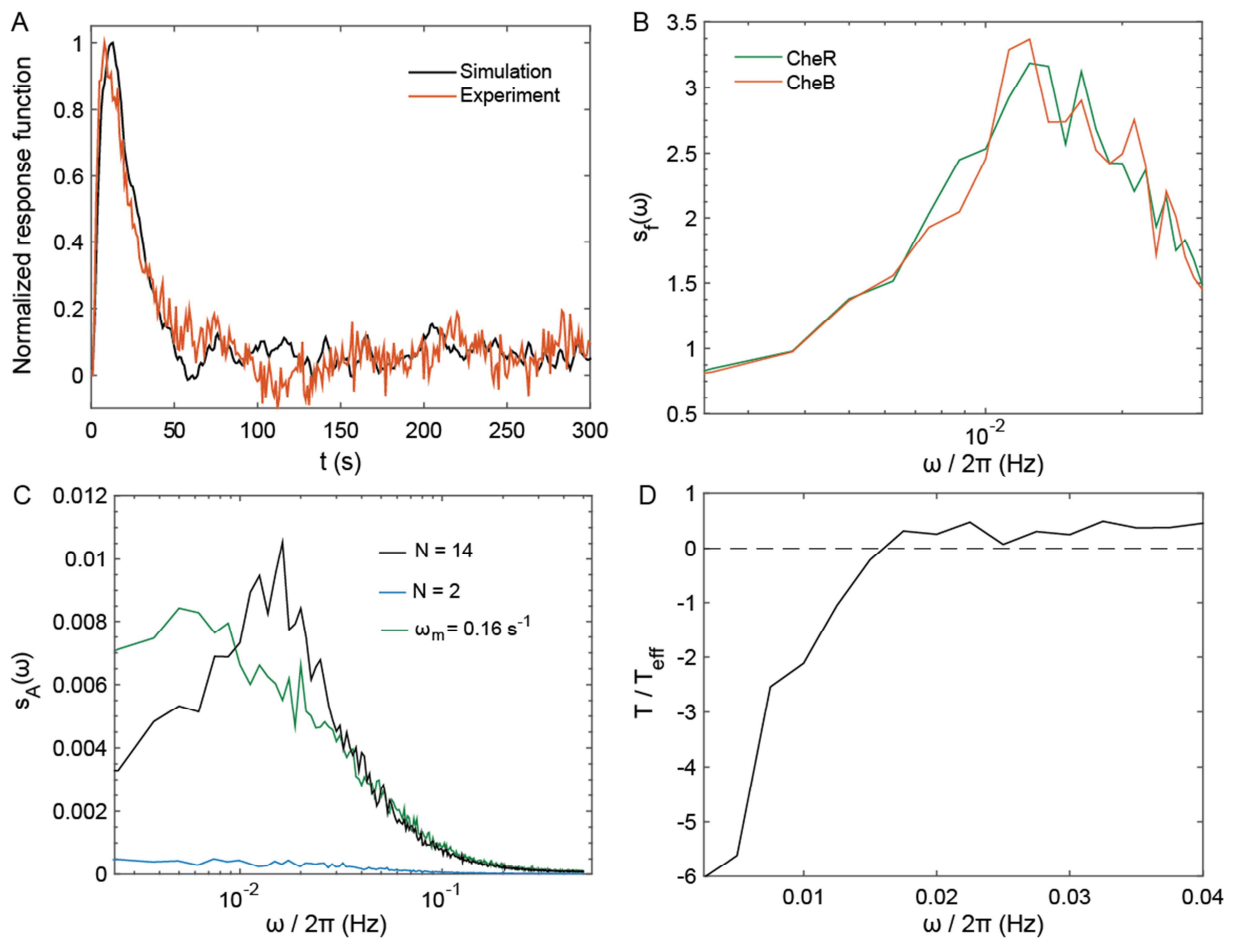 A
Normalized response function
1
0.8
0.6
0.4
0.2
0
Simulation
Experiment
0
50
100
150
200
250
300
t (s)
B
s_f(ω)
3.5
3
2.5
2
1.5
1
0.5
CheR
CheB
10^-2
ω / 2π (Hz)
C
s_A(ω)
0.012
0.01
0.008
0.006
0.004
0.002
0
N = 14
N = 2
ω_m = 0.16 s^-1
10^-2
10^-1
ω / 2π (Hz)
D
T / T_eff
1
0
-1
-2
-3
-4
-5
-6
0.01
0.02
0.03
0.04
ω / 2π (Hz)